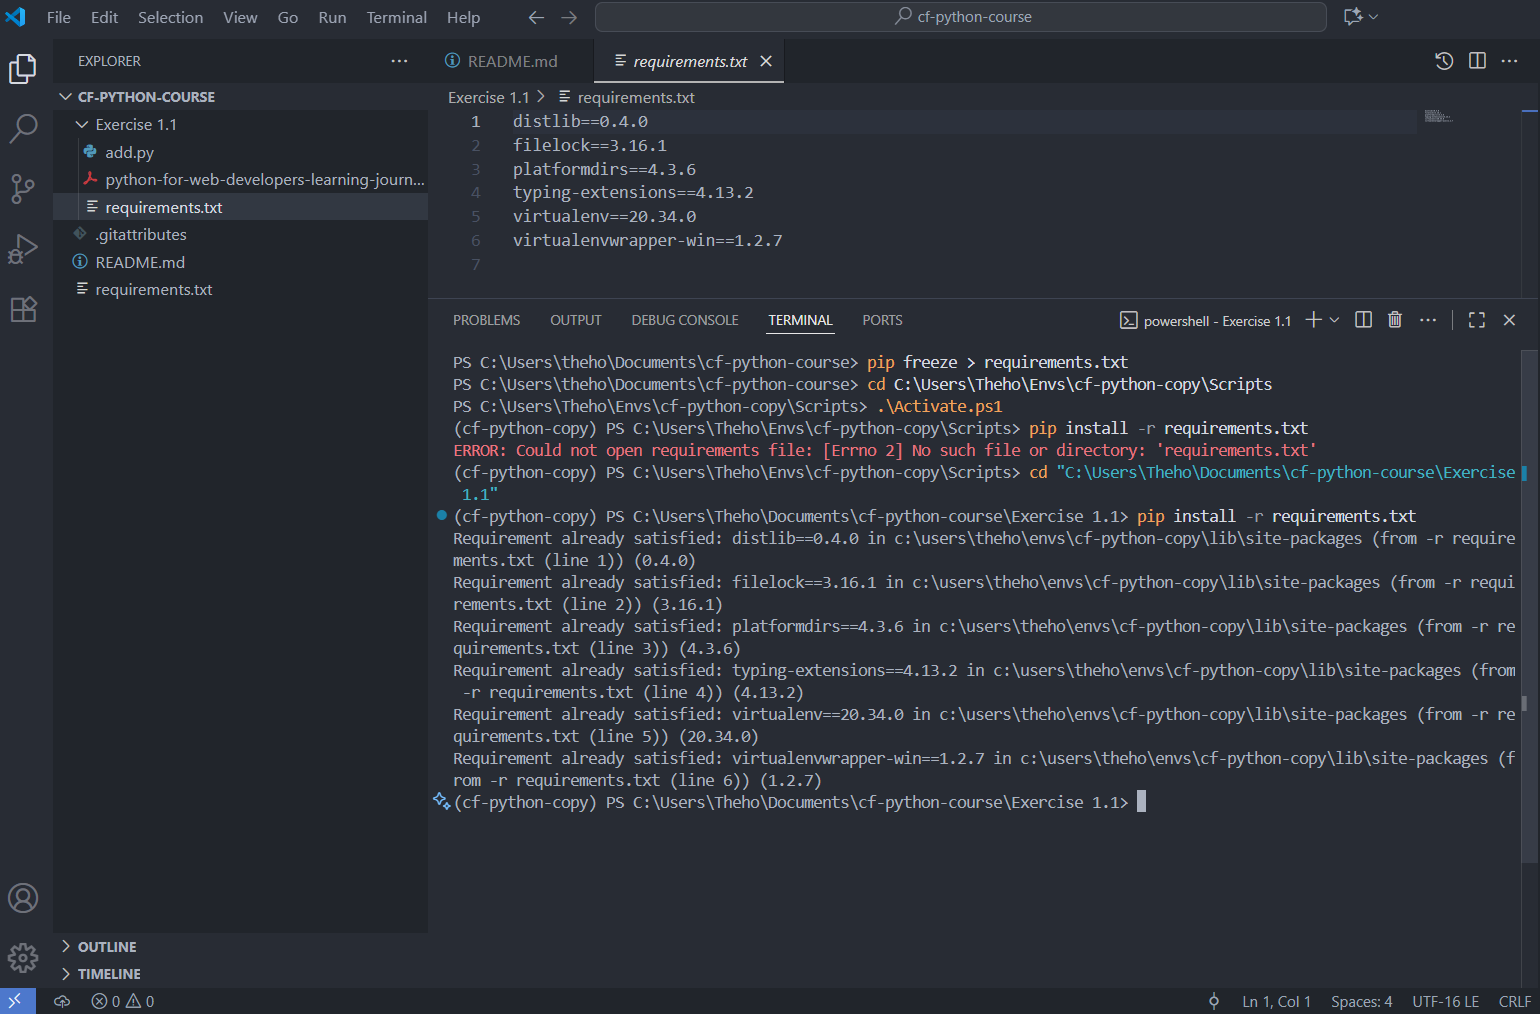 File Edit Selection View Go Run Terminal Help
cf-python-course
EXPLORER
README.md
requirements.txt
CF-PYTHON-COURSE
Exercise 1.1
add.py
python-for-web-developers-learning-journ...
requirements.txt
.gitattributes
README.md
requirements.txt
Exercise 1.1 > requirements.txt
1 distlib==0.4.0
2 filelock==3.16.1
3 platformdirs==4.3.6
4 typing-extensions==4.13.2
5 virtualenv==20.34.0
6 virtualenvwrapper-win==1.2.7
7
PROBLEMS OUTPUT DEBUG CONSOLE TERMINAL PORTS
powershell - Exercise 1.1
PS C:\Users\theho\Documents\cf-python-course> pip freeze > requirements.txt
PS C:\Users\theho\Documents\cf-python-course> cd C:\Users\Theho\Envs\cf-python-copy\Scripts
PS C:\Users\Theho\Envs\cf-python-copy\Scripts> .\Activate.ps1
(cf-python-copy) PS C:\Users\Theho\Envs\cf-python-copy\Scripts> pip install -r requirements.txt
ERROR: Could not open requirements file: [Errno 2] No such file or directory: 'requirements.txt'
(cf-python-copy) PS C:\Users\Theho\Envs\cf-python-copy\Scripts> cd "C:\Users\Theho\Documents\cf-python-course\Exercise
1.1"
(cf-python-copy) PS C:\Users\Theho\Documents\cf-python-course\Exercise 1.1> pip install -r requirements.txt
Requirement already satisfied: distlib==0.4.0 in c:\users\theho\envs\cf-python-copy\lib\site-packages (from -r require
ments.txt (line 1)) (0.4.0)
Requirement already satisfied: filelock==3.16.1 in c:\users\theho\envs\cf-python-copy\lib\site-packages (from -r requi
rements.txt (line 2)) (3.16.1)
Requirement already satisfied: platformdirs==4.3.6 in c:\users\theho\envs\cf-python-copy\lib\site-packages (from -r re
quirements.txt (line 3)) (4.3.6)
Requirement already satisfied: typing-extensions==4.13.2 in c:\users\theho\envs\cf-python-copy\lib\site-packages (from
-r requirements.txt (line 4)) (4.13.2)
Requirement already satisfied: virtualenv==20.34.0 in c:\users\theho\envs\cf-python-copy\lib\site-packages (from -r re
quirements.txt (line 5)) (20.34.0)
Requirement already satisfied: virtualenvwrapper-win==1.2.7 in c:\users\theho\envs\cf-python-copy\lib\site-packages (f
rom -r requirements.txt (line 6)) (1.2.7)
(cf-python-copy) PS C:\Users\Theho\Documents\cf-python-course\Exercise 1.1>
OUTLINE
TIMELINE
0 0
Ln 1, Col 1 Spaces: 4 UTF-16 LE CRLF